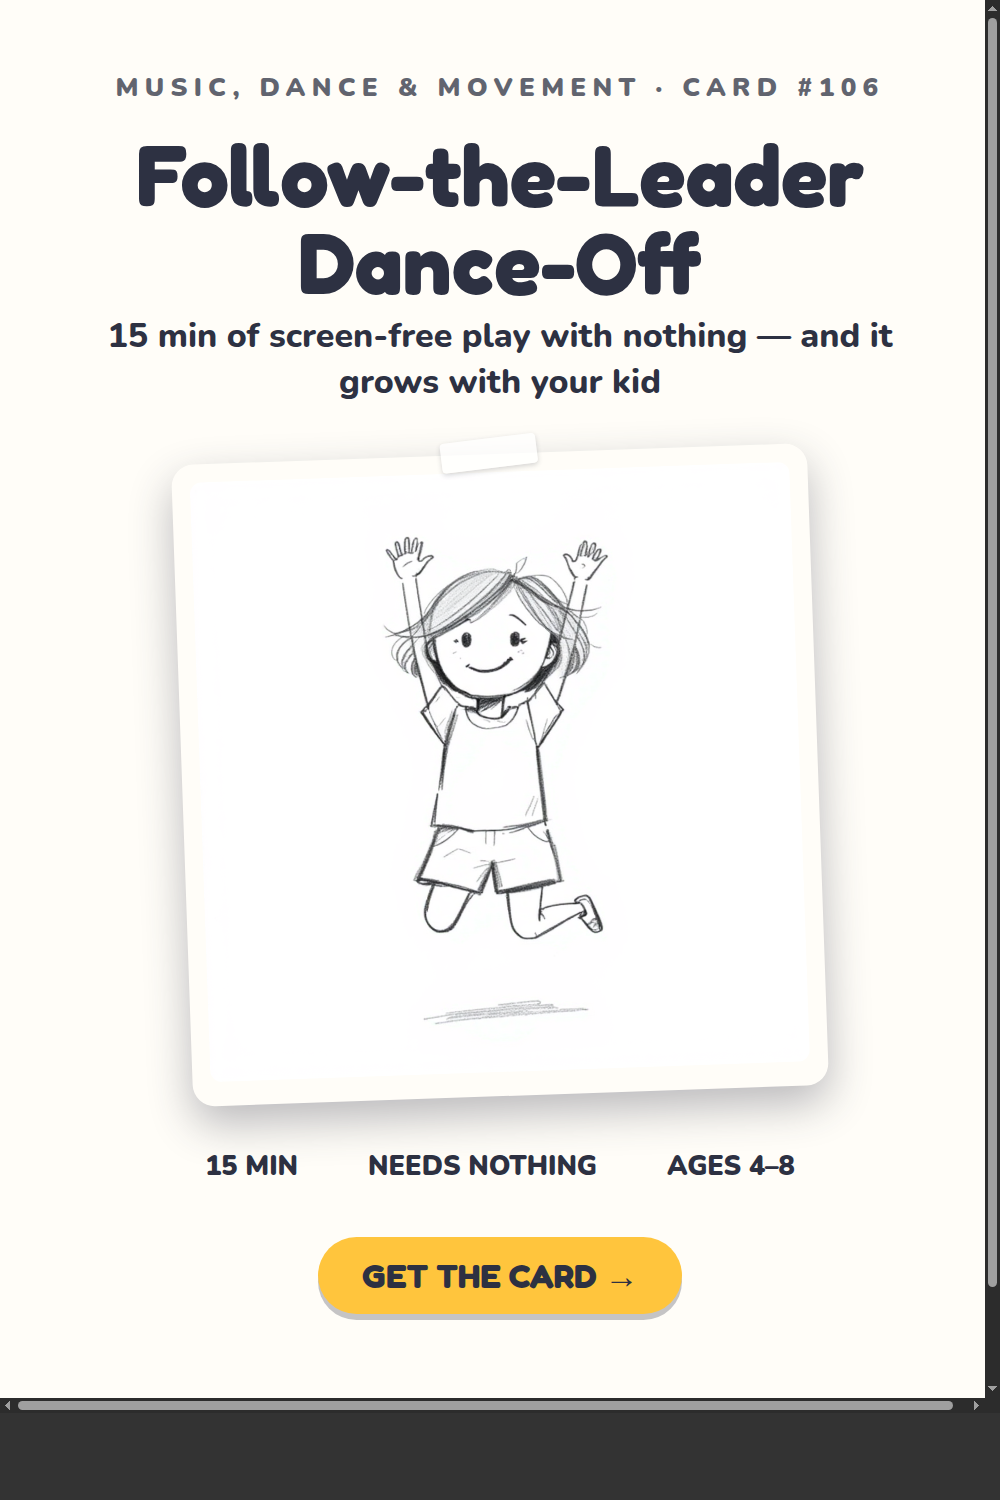 MUSIC, DANCE & MOVEMENT · CARD #106
Follow-the-Leader
Dance-Off
15 min of screen-free play with nothing — and it
grows with your kid
15 MIN NEEDS NOTHING AGES 4–8
GET THE CARD →